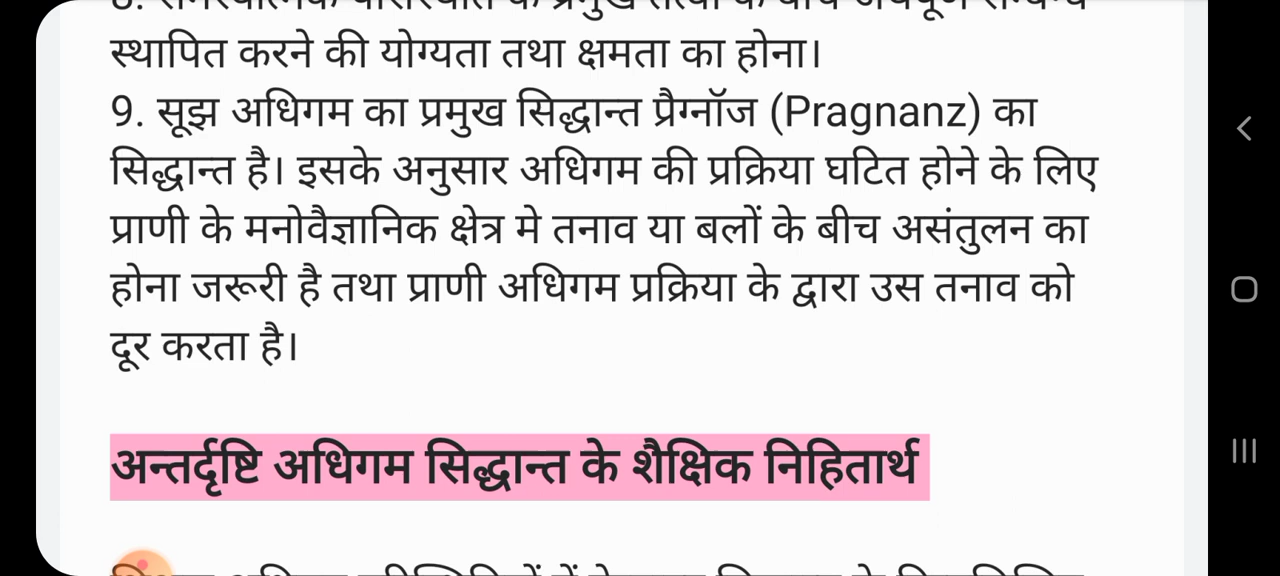 स्थापित करने की योग्यता तथा क्षमता का होना।
9. सूझ अधिगम का प्रमुख सिद्धान्त प्रैग्नॉज (Pragnanz) का
सिद्धान्त है। इसके अनुसार अधिगम की प्रक्रिया घटित होने के लिए
प्राणी के मनोवैज्ञानिक क्षेत्र मे तनाव या बलों के बीच असंतुलन का
होना जरूरी है तथा प्राणी अधिगम प्रक्रिया के द्वारा उस तनाव को
दूर करता है।
अन्तर्दृष्टि अधिगम सिद्धान्त के शैक्षिक निहितार्थ